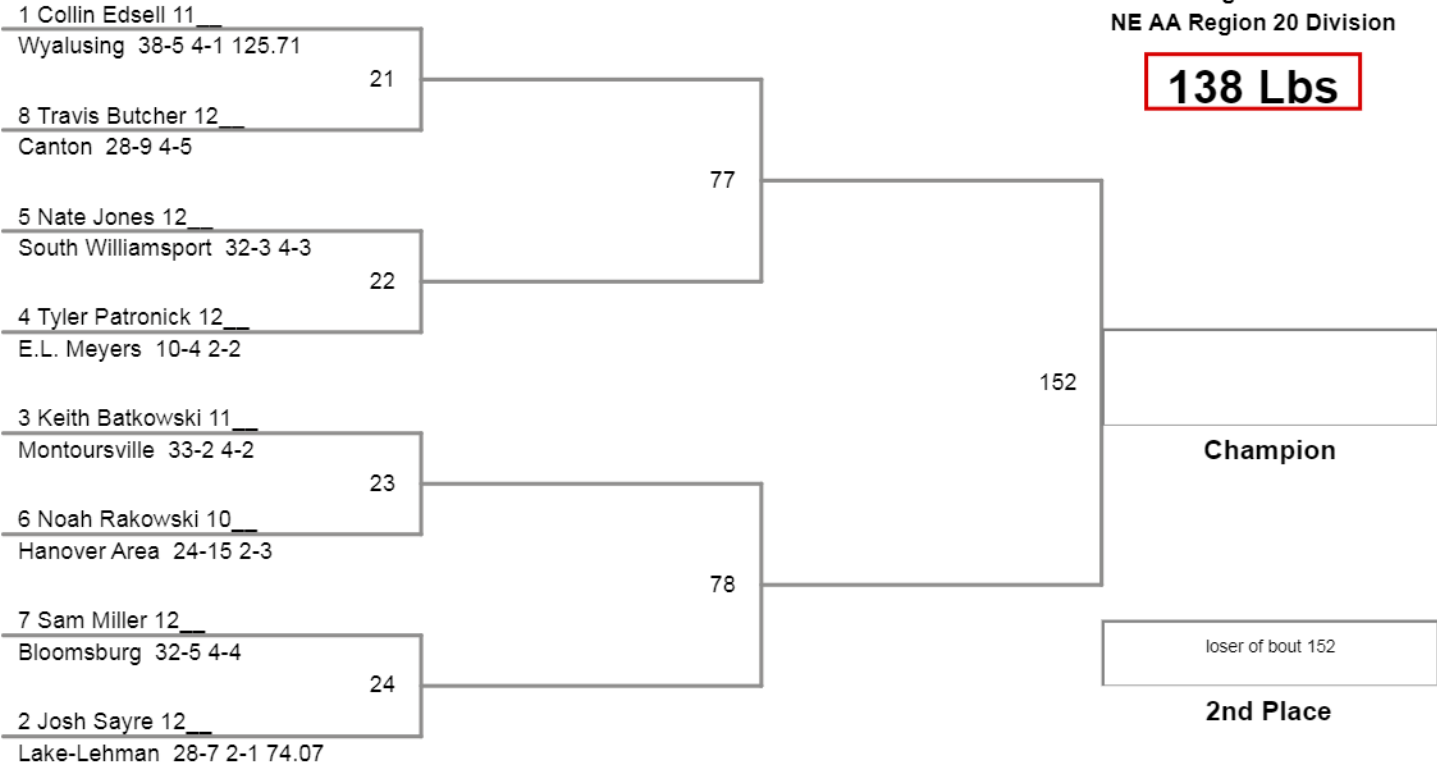 NE AA Region 20 Division
138 Lbs
1 Collin Edsell 11__
Wyalusing 38-5 4-1 125.71
21
8 Travis Butcher 12__
Canton 28-9 4-5
77
5 Nate Jones 12__
South Williamsport 32-3 4-3
22
4 Tyler Patronick 12__
E.L. Meyers 10-4 2-2
152
3 Keith Batkowski 11__
Montoursville 33-2 4-2
Champion
23
6 Noah Rakowski 10__
Hanover Area 24-15 2-3
78
7 Sam Miller 12__
Bloomsburg 32-5 4-4
loser of bout 152
24
2nd Place
2 Josh Sayre 12__
Lake-Lehman 28-7 2-1 74.07